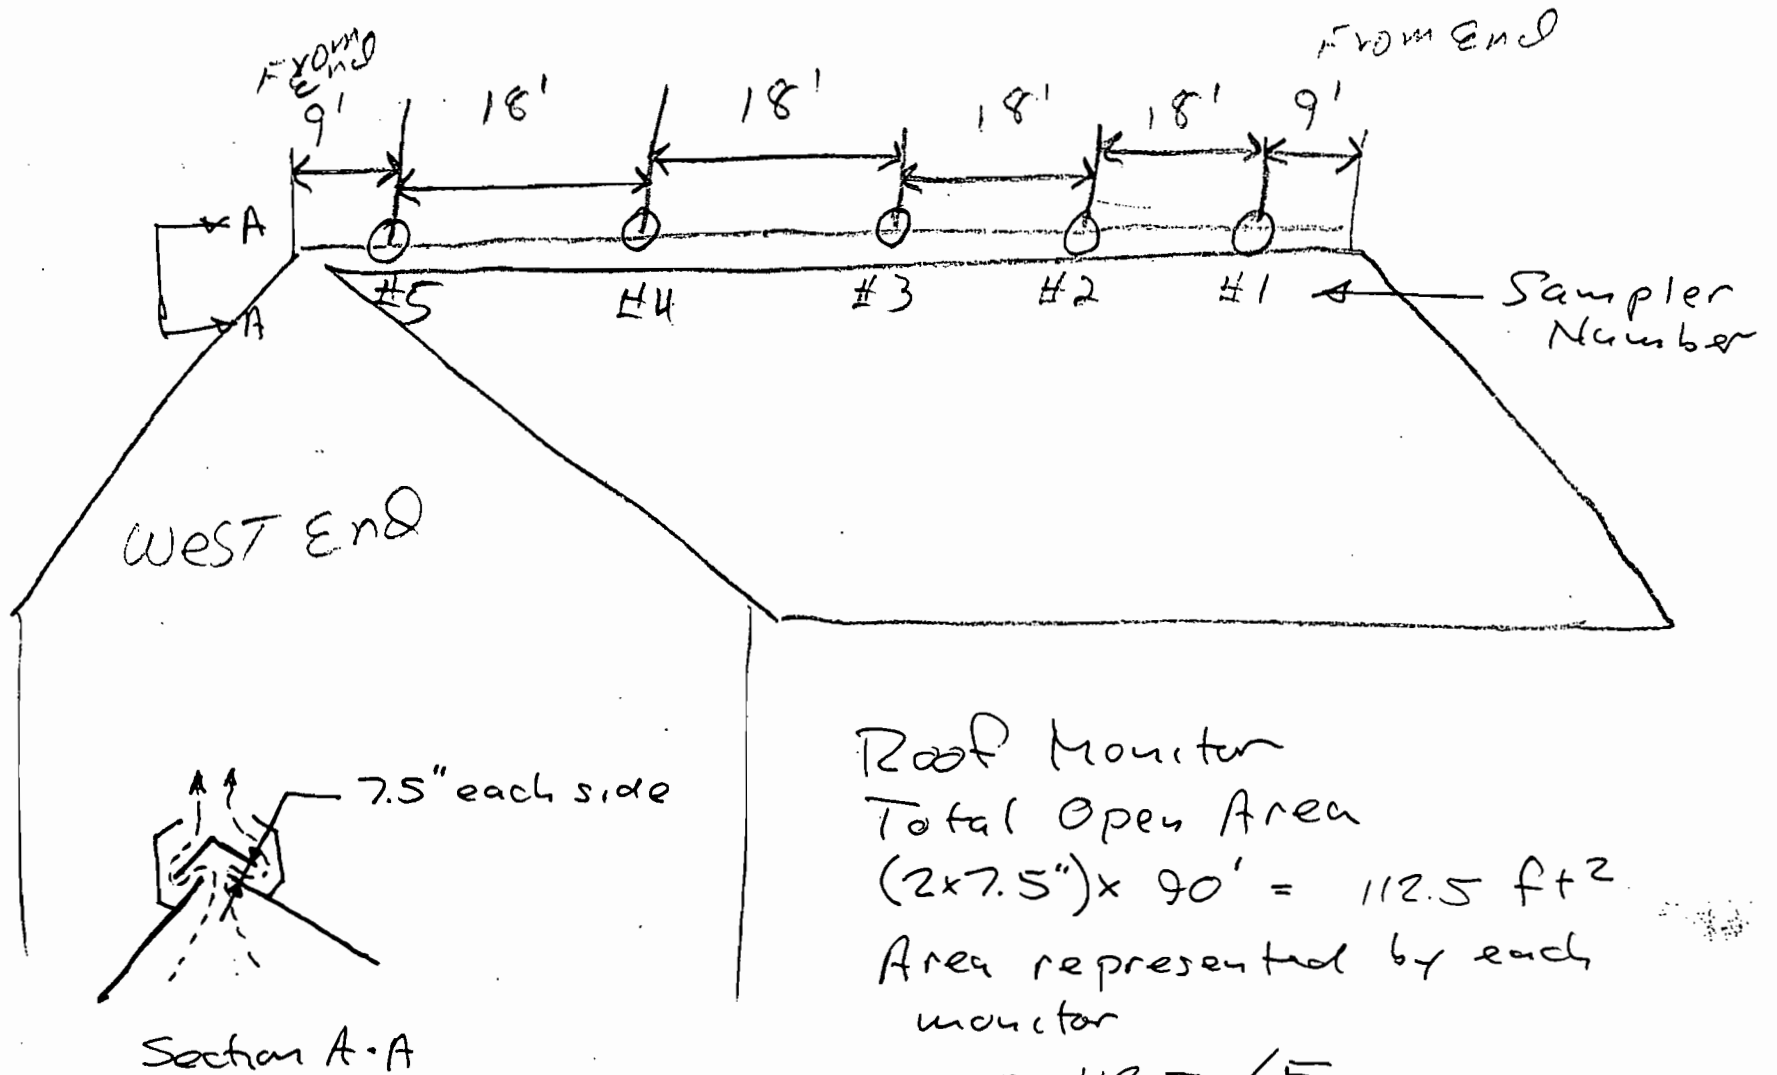 From End
From End
9' 18' 18' 18' 18' 9'
A
A
#5 #4 #3 #2 #1
Sampler
Number
WEST End
7.5" each side
Section A-A
Roof Monitor
Total Open Area
(2x7.5") x 90' = 112.5 ft2
Area represented by each
monitor